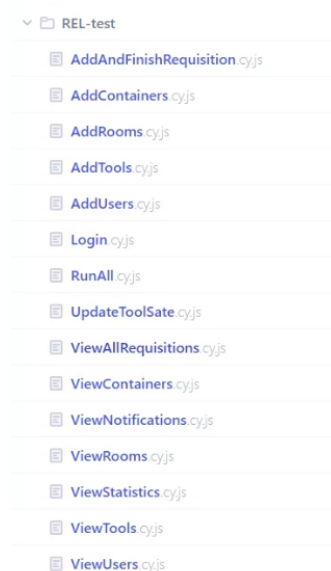 REL-test
AddAndFinishRequisition.cy.js
AddContainers.cy.js
AddRooms.cy.js
AddTools.cy.js
AddUsers.cy.js
Login.cy.js
RunAll.cy.js
UpdateToolSate.cy.js
ViewAllRequisitions.cy.js
ViewContainers.cy.js
ViewNotifications.cy.js
ViewRooms.cy.js
ViewStatistics.cy.js
ViewTools.cy.js
ViewUsers.cy.js